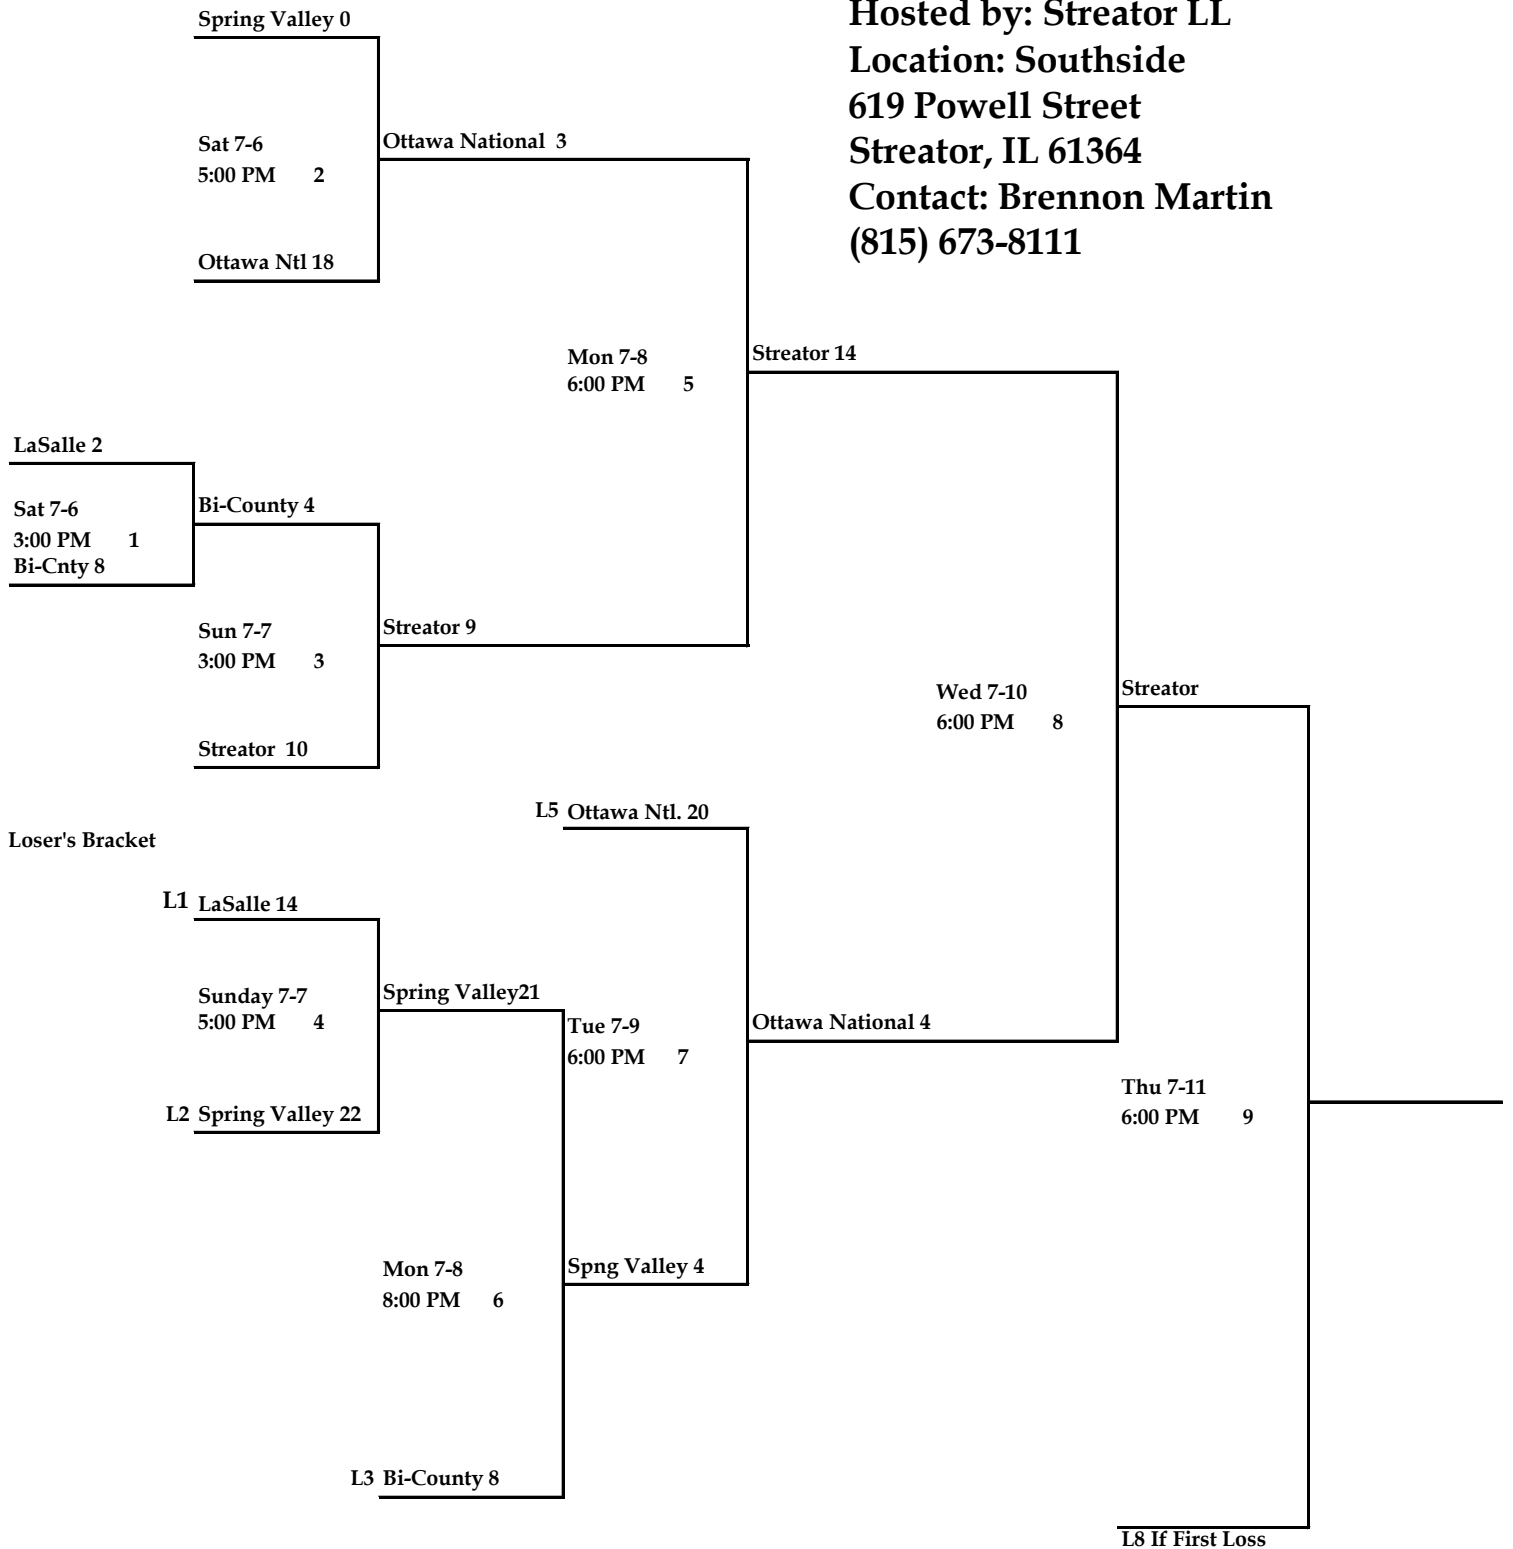 Hosted by: Streator LL
Location: Southside
619 Powell Street
Streator, IL 61364
Contact: Brennon Martin
(815) 673-8111
Spring Valley 0
Sat 7-6
5:00 PM 2
Ottawa Ntl 18
Ottawa National 3
Mon 7-8
6:00 PM 5
Streator 14
LaSalle 2
Sat 7-6
3:00 PM 1
Bi-Cnty 8
Bi-County 4
Sun 7-7
3:00 PM 3
Streator 10
Streator 9
Wed 7-10
6:00 PM 8
Streator
Loser's Bracket
L5 Ottawa Ntl. 20
L1 LaSalle 14
Sunday 7-7
5:00 PM 4
L2 Spring Valley 22
Spring Valley21
Tue 7-9
6:00 PM 7
Ottawa National 4
Mon 7-8
8:00 PM 6
Spng Valley 4
L3 Bi-County 8
Thu 7-11
6:00 PM 9
L8 If First Loss